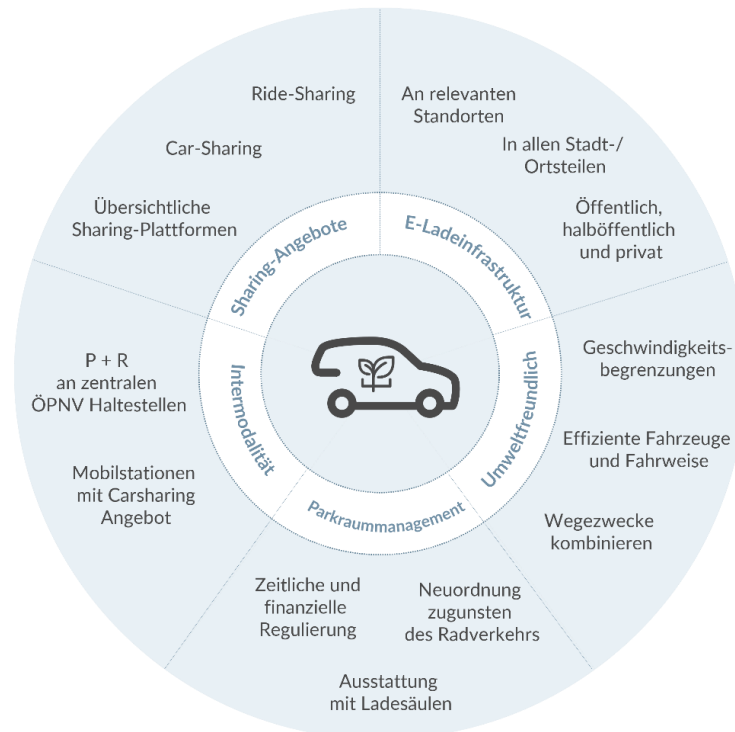 Ride-Sharing
Car-Sharing
Übersichtliche
Sharing-Plattformen
An relevanten
Standorten
In allen Stadt-/
Ortsteilen
Öffentlich,
halböffentlich
und privat
Sharing-Angebote
E-Ladeinfrastruktur
P + R
an zentralen
ÖPNV Haltestellen
Mobilstationen
mit Carsharing
Angebot
Intermodalität
Umweltfreundlich
Geschwindigkeits-
begrenzungen
Effiziente Fahrzeuge
und Fahrweise
Wegezwecke
kombinieren
Parkraummanagement
Zeitliche und
finanzielle
Regulierung
Neuordnung
zugunsten
des Radverkehrs
Ausstattung
mit Ladesäulen